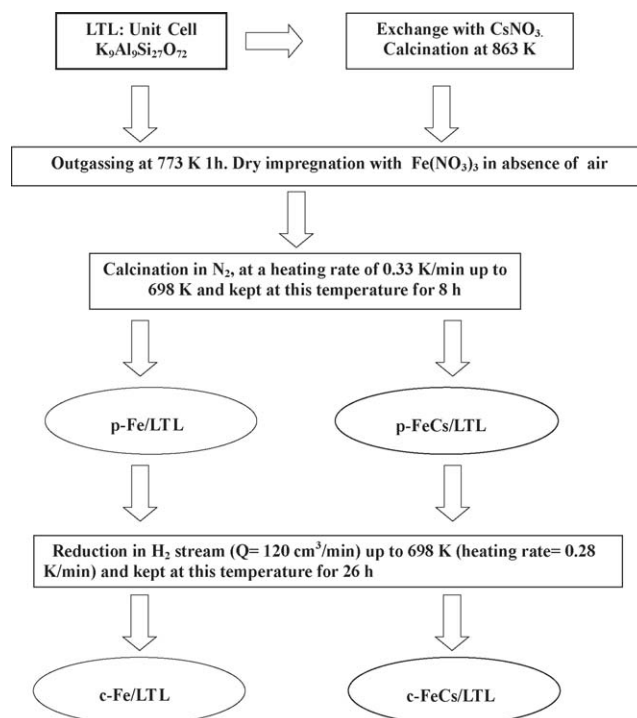 LTL: Unit Cell
K₉Al₉Si₂₇O₇₂
Exchange with CsNO₃.
Calcination at 863 K
Outgassing at 773 K 1h. Dry impregnation with Fe(NO₃)₃ in absence of air
Calcination in N₂, at a heating rate of 0.33 K/min up to
698 K and kept at this temperature for 8 h
p-Fe/LTL
p-FeCs/LTL
Reduction in H₂ stream (Q= 120 cm³/min) up to 698 K (heating rate= 0.28
K/min) and kept at this temperature for 26 h
c-Fe/LTL
c-FeCs/LTL